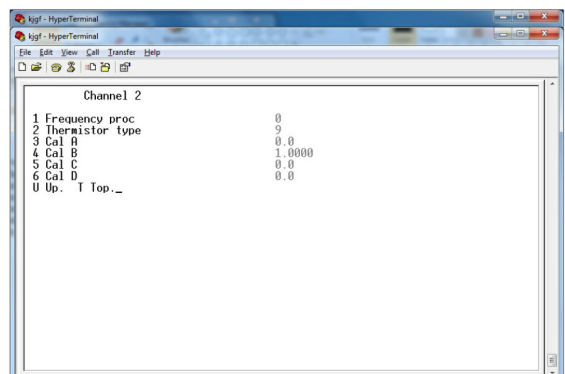 kjgf - HyperTerminal
kjgf - HyperTerminal
File Edit View Call Transfer Help
Channel 2
1 Frequency proc 0
2 Thermistor type 9
3 Cal A 0.0
4 Cal B 1.0000
5 Cal C 0.0
6 Cal D 0.0
U Up. T Top._